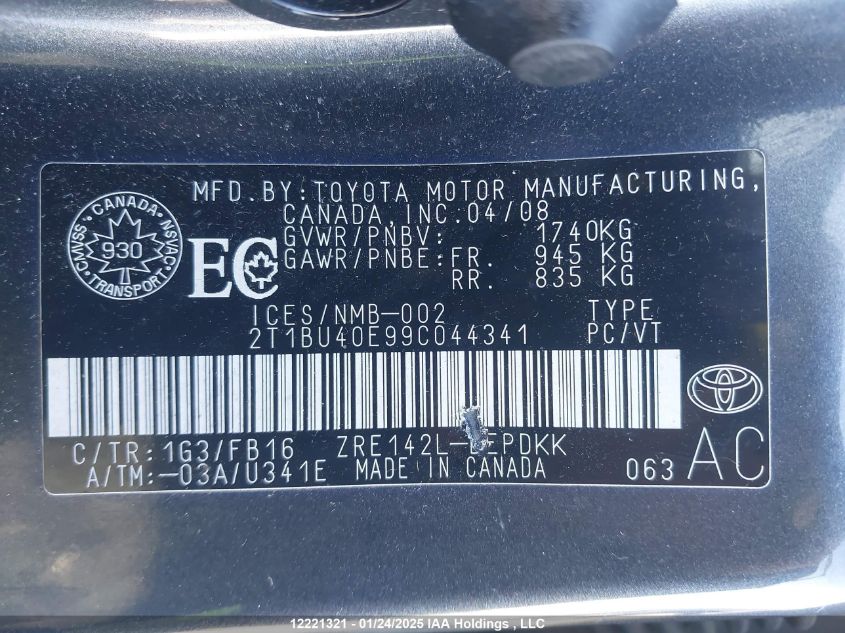 MFD.BY:TOYOTA MOTOR MANUFACTURING,
CANADA,INC.04/08
GVWR/PNBV: 1740KG
GAWR/PNBE:FR. 945 KG
RR. 835 KG
CANADA
CMVSS NSVAC
930
TRANSPORT
EC
ICES/NMB-002 TYPE
2T1BU40E99C044341 PC/VT
C/TR:1G3/FB16
A/TM:-03A/U341E MADE IN CANADA
063 AC
12221321 - 01/24/2025 IAA Holdings, LLC